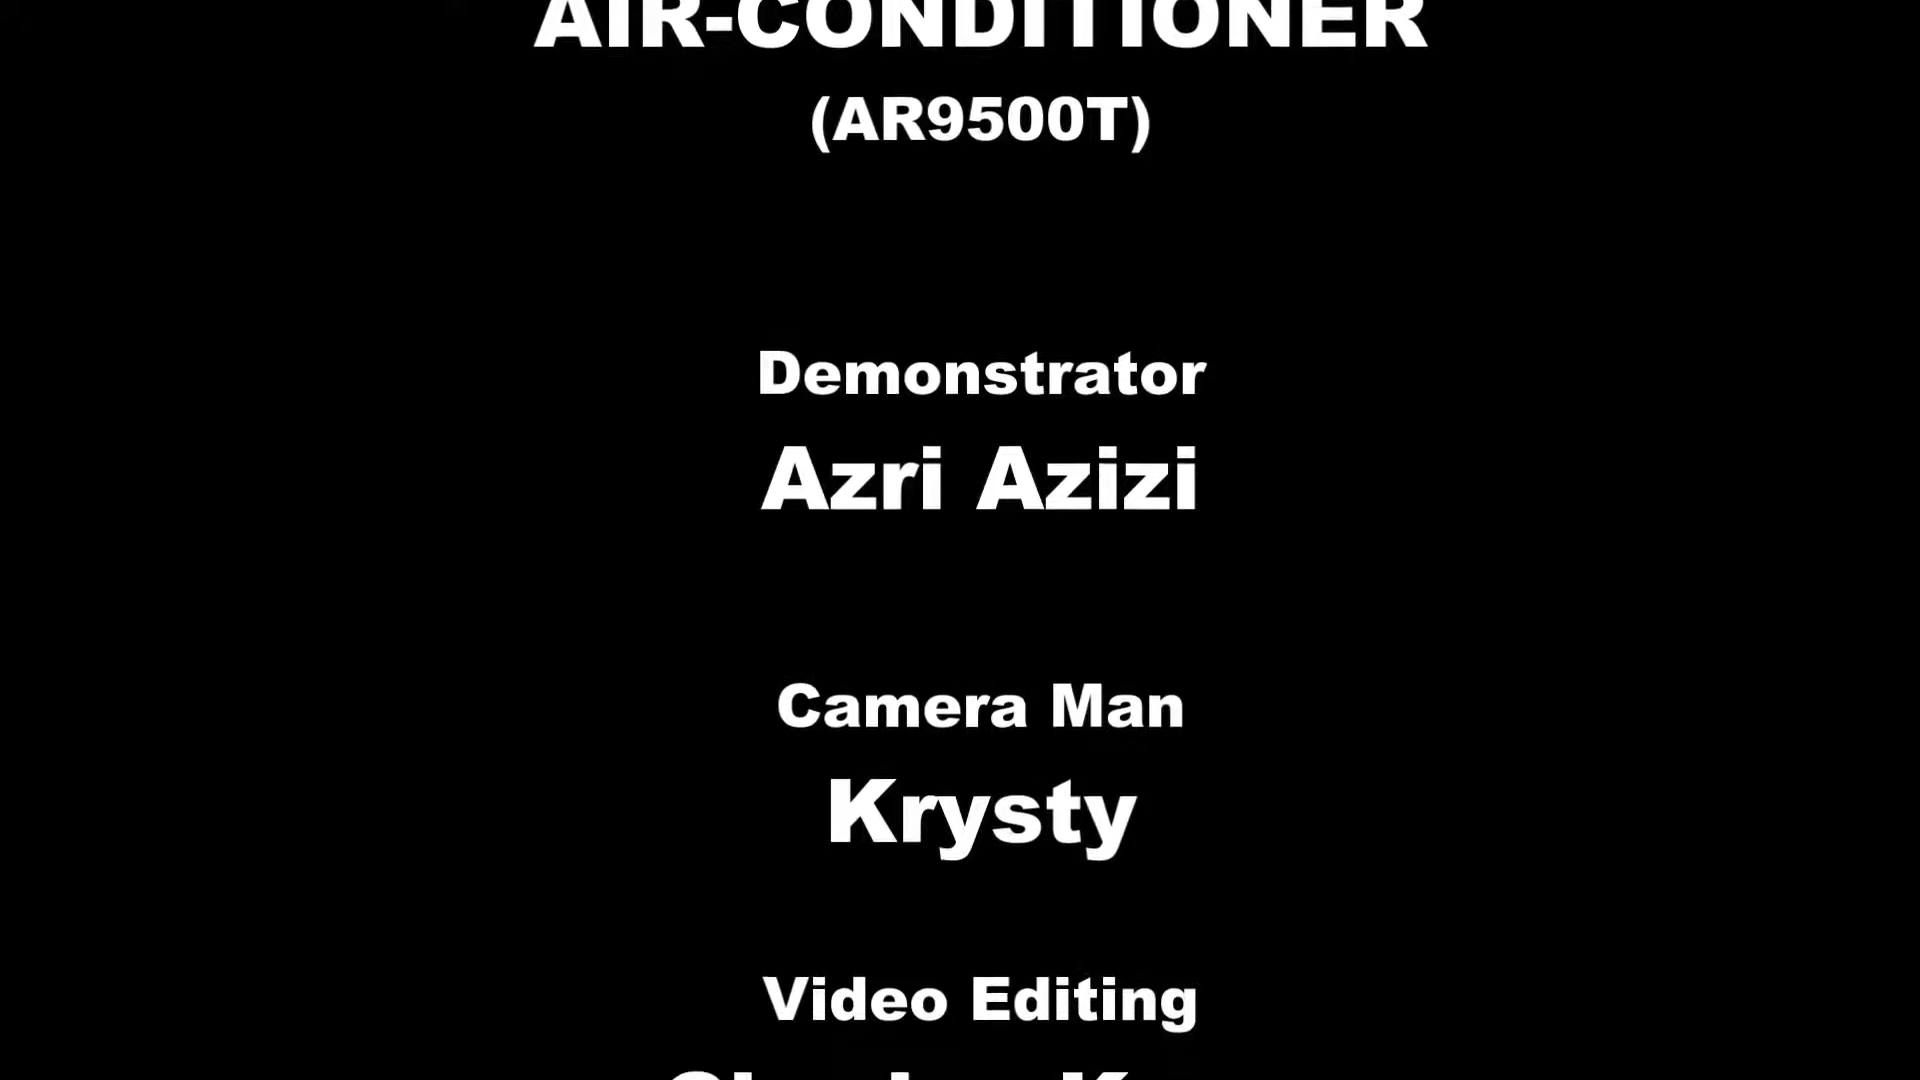 AIR-CONDITIONER
(AR9500T)
Demonstrator
Azri Azizi
Camera Man
Krysty
Video Editing